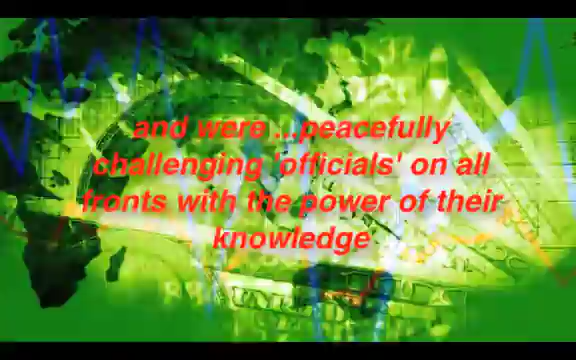 and were ...peacefully
challenging 'officials' on all
fronts with the power of their
knowledge